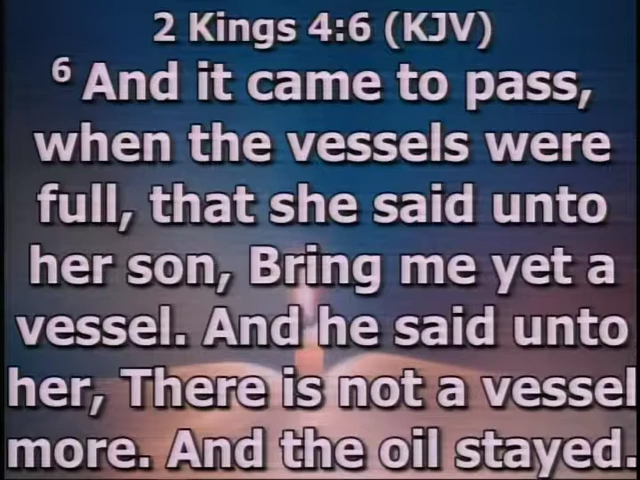 2 Kings 4:6 (KJV)
6 And it came to pass,
when the vessels were
full, that she said unto
her son, Bring me yet a
vessel. And he said unto
her, There is not a vessel
more. And the oil stayed.